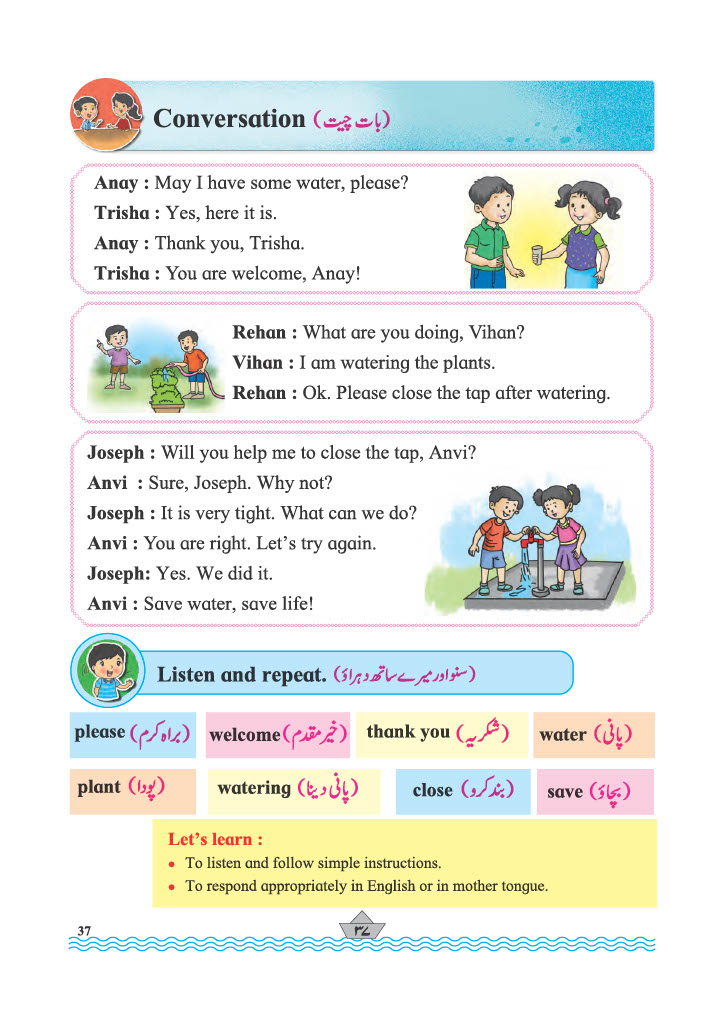 Conversation (بات چیت)
Anay : May I have some water, please?
Trisha : Yes, here it is.
Anay : Thank you, Trisha.
Trisha : You are welcome, Anay!
Rehan : What are you doing, Vihan?
Vihan : I am watering the plants.
Rehan : Ok. Please close the tap after watering.
Joseph : Will you help me to close the tap, Anvi?
Anvi : Sure, Joseph. Why not?
Joseph : It is very tight. What can we do?
Anvi : You are right. Let's try again.
Joseph: Yes. We did it.
Anvi : Save water, save life!
Listen and repeat. (سنو اور میرے ساتھ دہراؤ)
please (براہ کرم) welcome (خیر مقدم) thank you (شکریہ) water (پانی)
plant (پودا) watering (پانی دینا) close (بند کرو) save (بچاؤ)
Let's learn :
• To listen and follow simple instructions.
• To respond appropriately in English or in mother tongue.
37 ۳۷